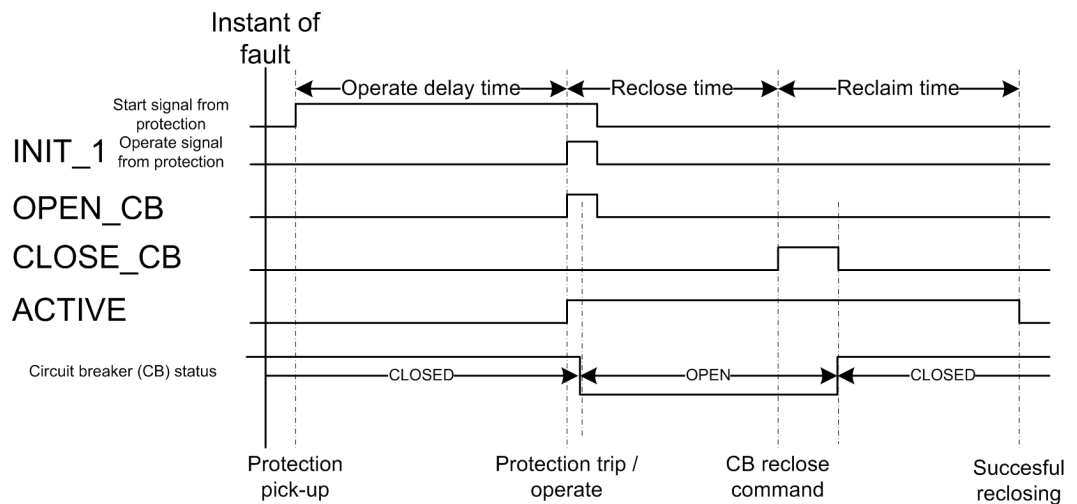 Instant of
fault
Operate delay time
Reclose time
Reclaim time
Start signal from
protection
INIT_1
Operate signal
from protection
OPEN_CB
CLOSE_CB
ACTIVE
Circuit breaker (CB) status
CLOSED
OPEN
CLOSED
Protection
pick-up
Protection trip /
operate
CB reclose
command
Succesful
reclosing